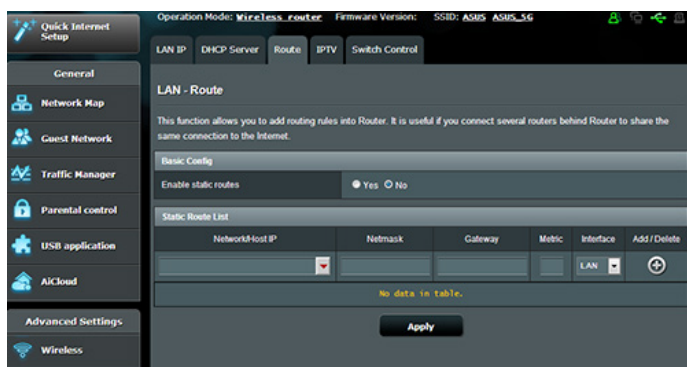 Quick Internet
Setup
Operation Mode: Wireless router Firmware Version: SSID: ASUS ASUS_5G
LAN IP DHCP Server Route IPTV Switch Control
General
Network Map
Guest Network
Traffic Manager
Parental control
USB application
AiCloud
Advanced Settings
Wireless
LAN - Route
This function allows you to add routing rules into Router. It is useful if you connect several routers behind Router to share the
same connection to the Internet.
Basic Config
Enable static routes Yes No
Static Route List
Network/Host IP Netmask Gateway Metric Interface Add / Delete
LAN
No data in table.
Apply